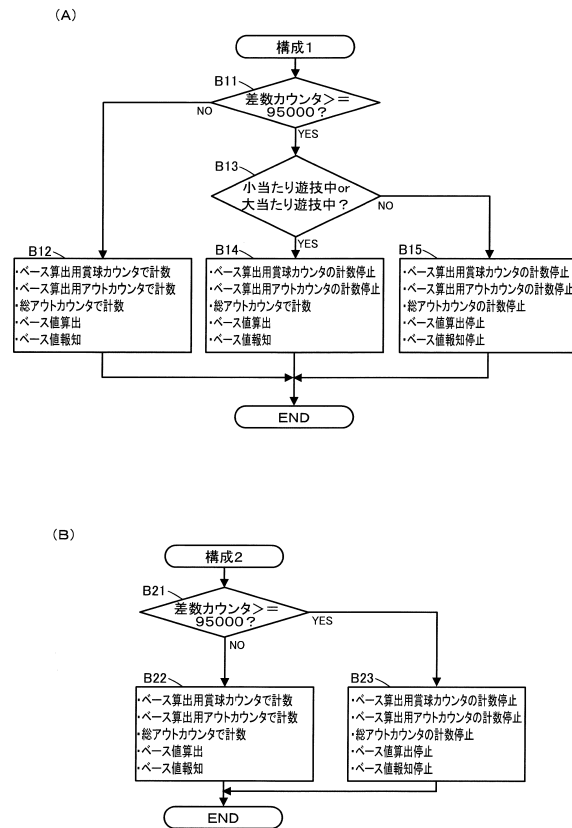 (A)
構成1
B11
差数カウンタ>=
95000?
NO
YES
B13
小当たり遊技中or
大当たり遊技中?
NO
YES
B12
・ベース算出用賞球カウンタで計数
・ベース算出用アウトカウンタで計数
・総アウトカウンタで計数
・ベース値算出
・ベース値報知
B14
・ベース算出用賞球カウンタの計数停止
・ベース算出用アウトカウンタの計数停止
・総アウトカウンタで計数
・ベース値算出
・ベース値報知
B15
・ベース算出用賞球カウンタの計数停止
・ベース算出用アウトカウンタの計数停止
・総アウトカウンタの計数停止
・ベース値算出停止
・ベース値報知停止
END
(B)
構成2
B21
差数カウンタ>=
95000?
YES
NO
B22
・ベース算出用賞球カウンタで計数
・ベース算出用アウトカウンタで計数
・総アウトカウンタで計数
・ベース値算出
・ベース値報知
B23
・ベース算出用賞球カウンタの計数停止
・ベース算出用アウトカウンタの計数停止
・総アウトカウンタの計数停止
・ベース値算出停止
・ベース値報知停止
END